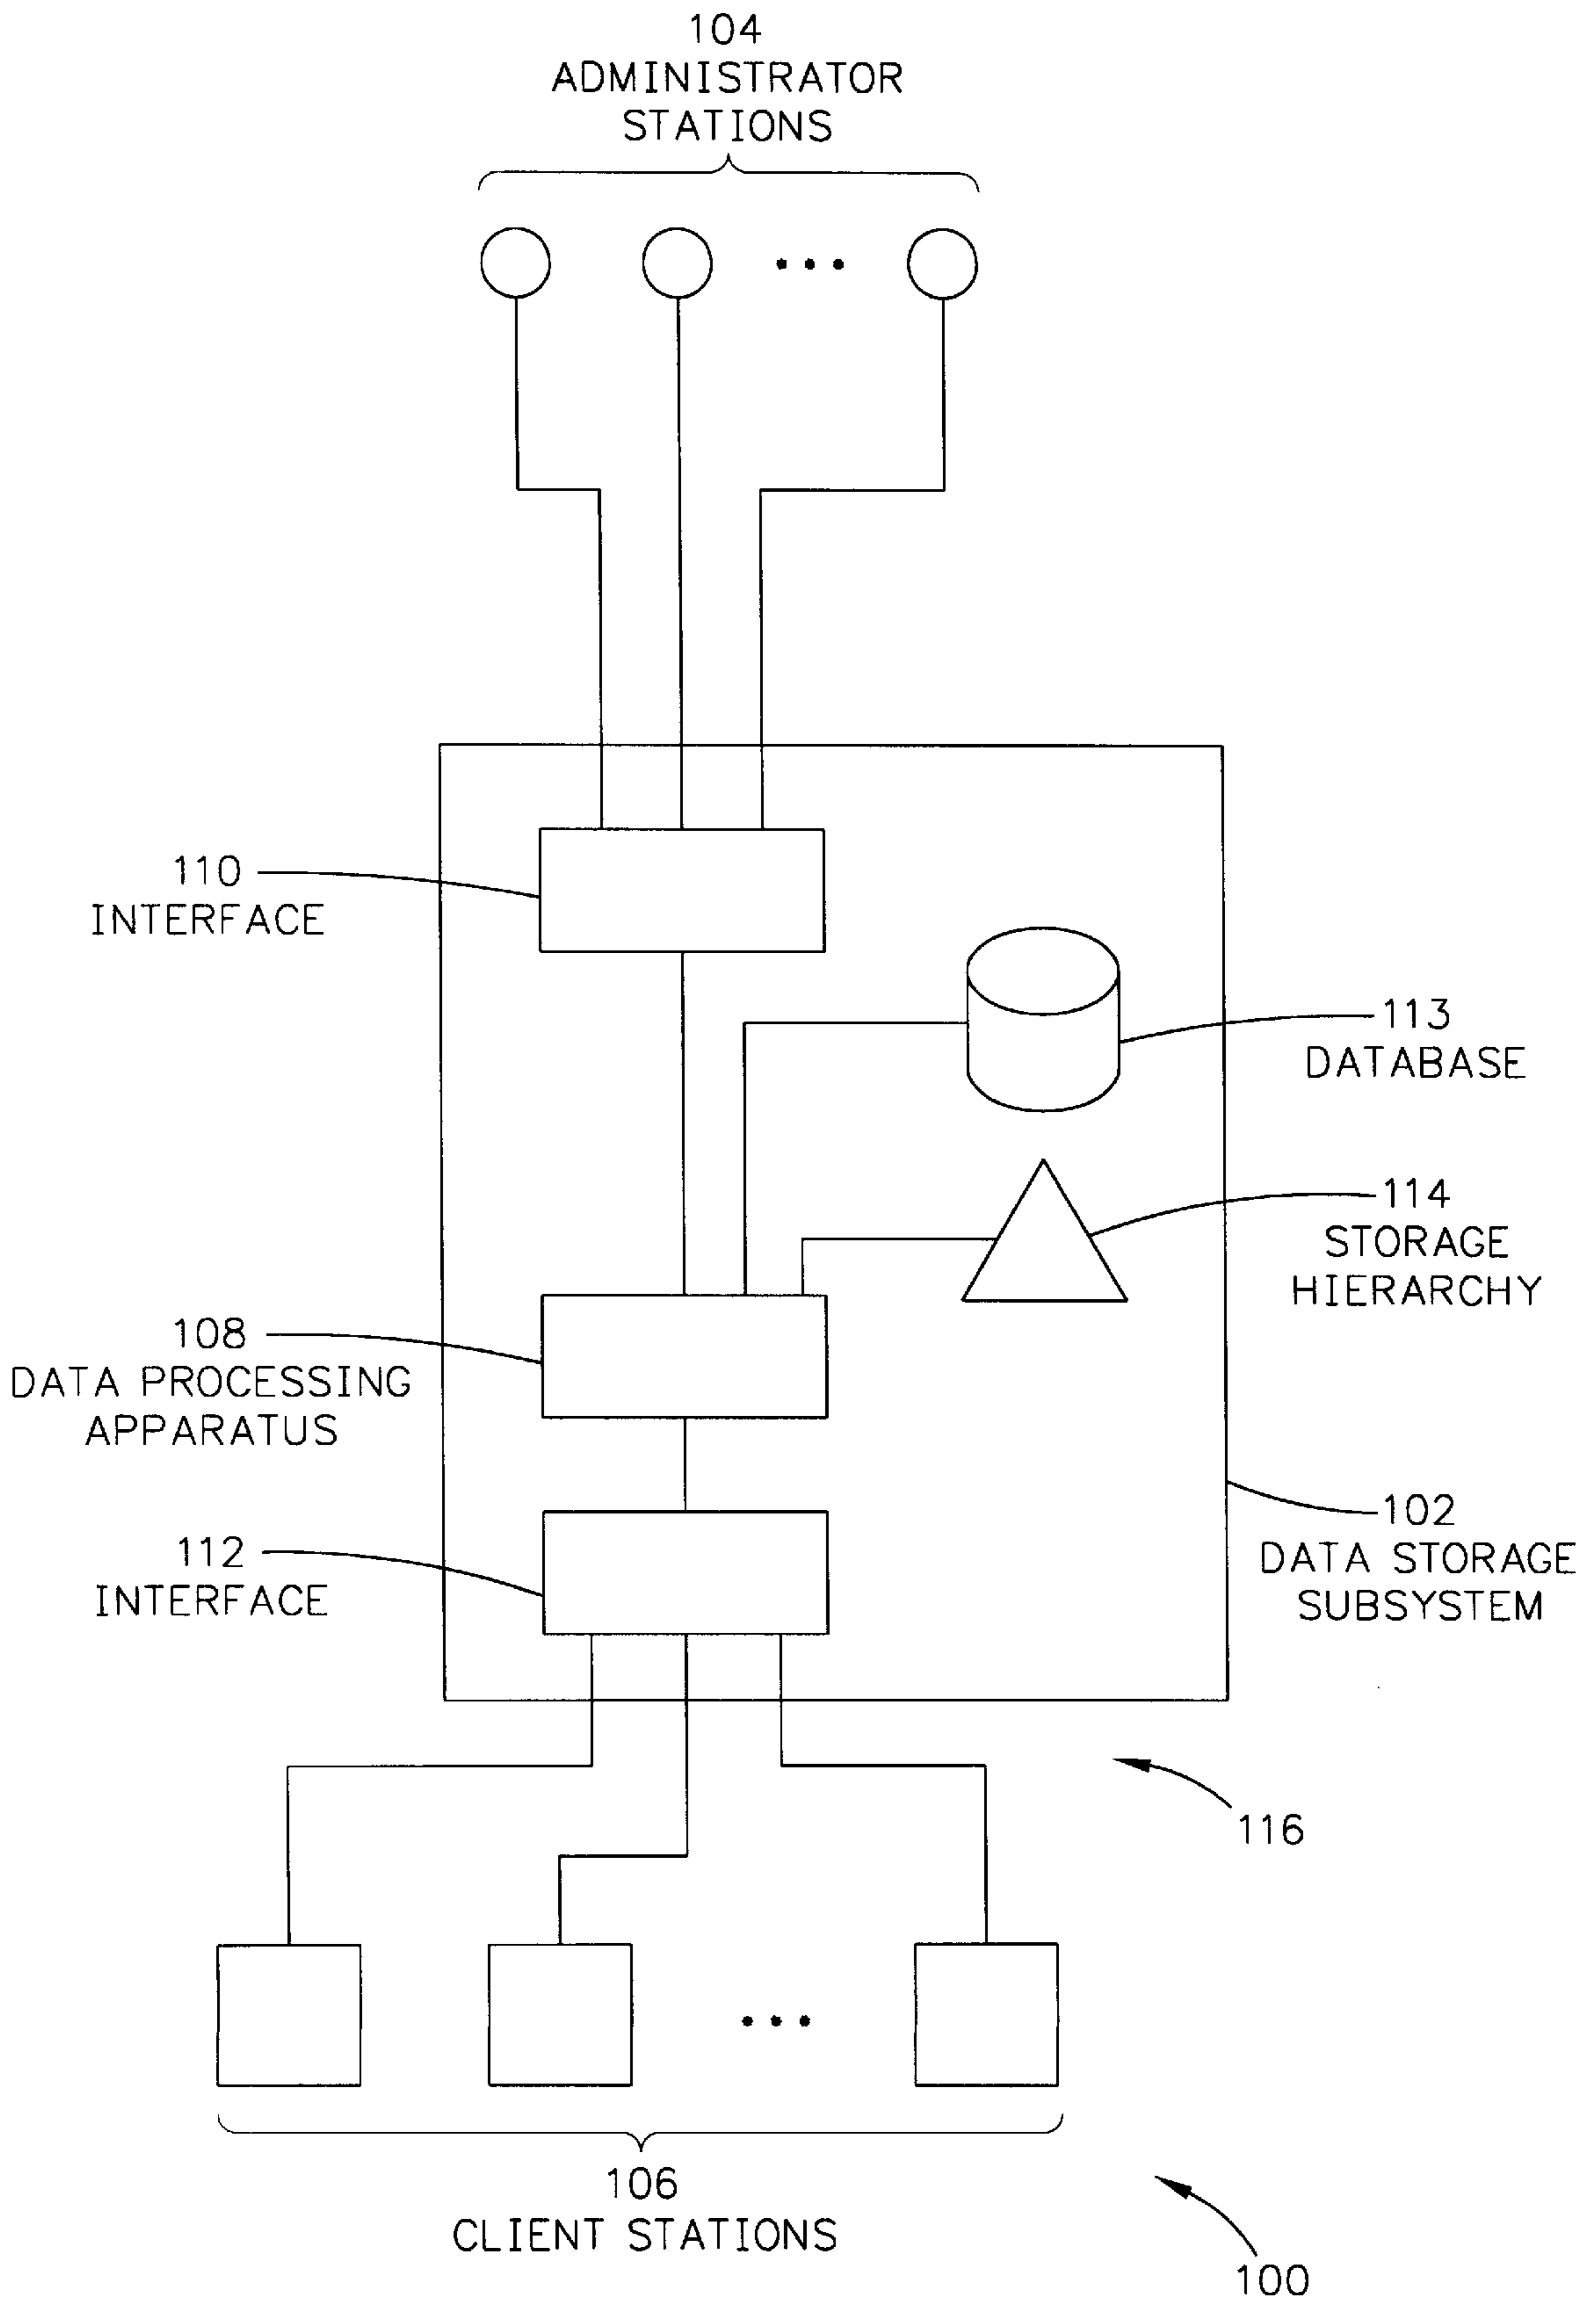 104
ADMINISTRATOR
STATIONS
110
INTERFACE
113
DATABASE
114
STORAGE
HIERARCHY
108
DATA PROCESSING
APPARATUS
102
DATA STORAGE
SUBSYSTEM
112
INTERFACE
116
106
CLIENT STATIONS
100